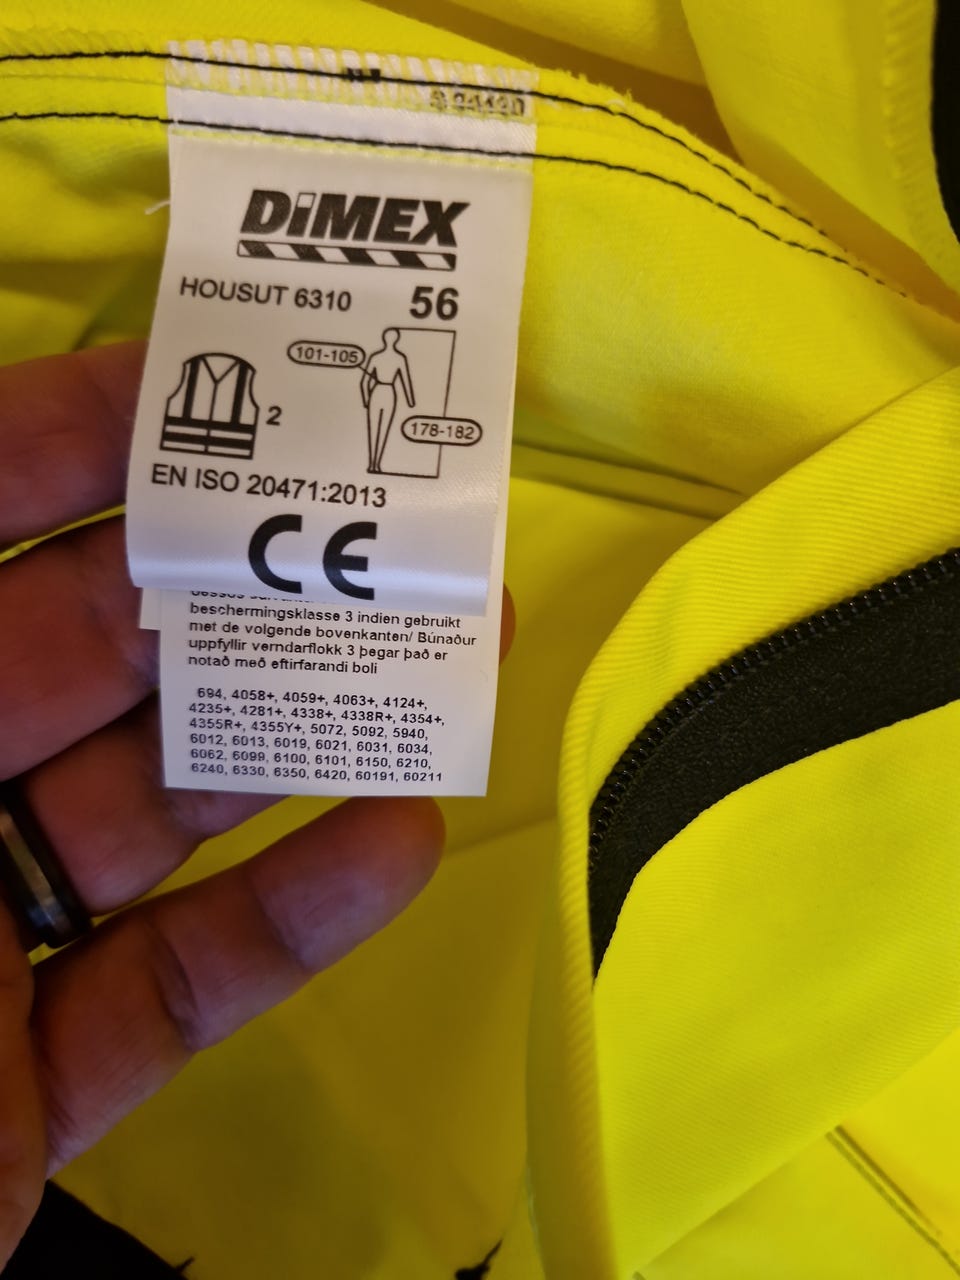 DiMEX
HOUSUT 6310 56
101-105
2
178-182
EN ISO 20471:2013
CE
beschermingsklasse 3 indien gebruikt
met de volgende bovenkanten/ Búnaður
uppfyllir verndarflokk 3 þegar það er
notað með eftirfarandi boli
694, 4058+, 4059+, 4063+, 4124+,
4235+, 4281+, 4338+, 4338R+, 4354+,
4355R+, 4355Y+, 5072, 5092, 5940,
6012, 6013, 6019, 6021, 6031, 6034,
6062, 6099, 6100, 6101, 6150, 6210,
6240, 6330, 6350, 6420, 60191, 60211